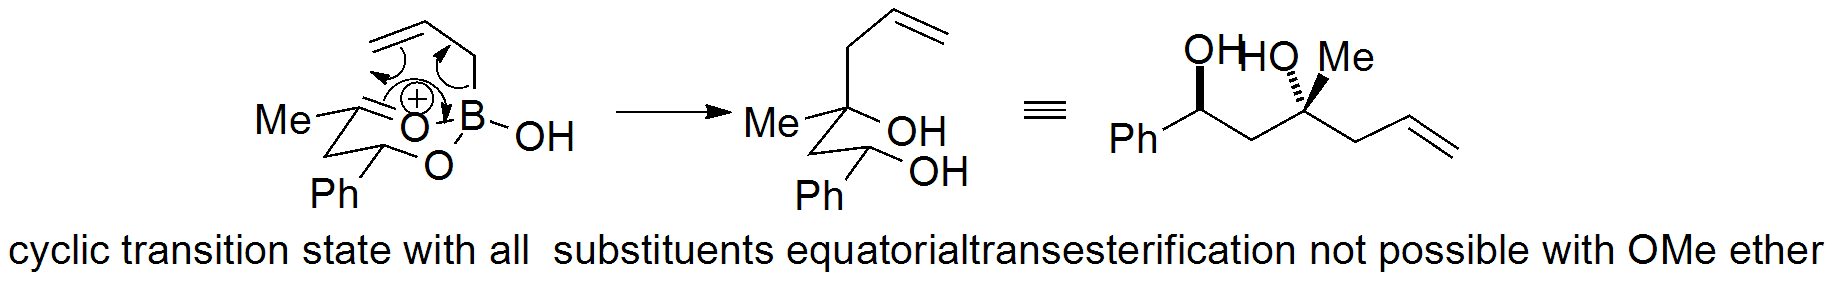 OH HO Me
Me O B OH Me OH
Ph O Ph OH Ph
cyclic transition state with all  substituents equatorialtransesterification not possible with OMe ether